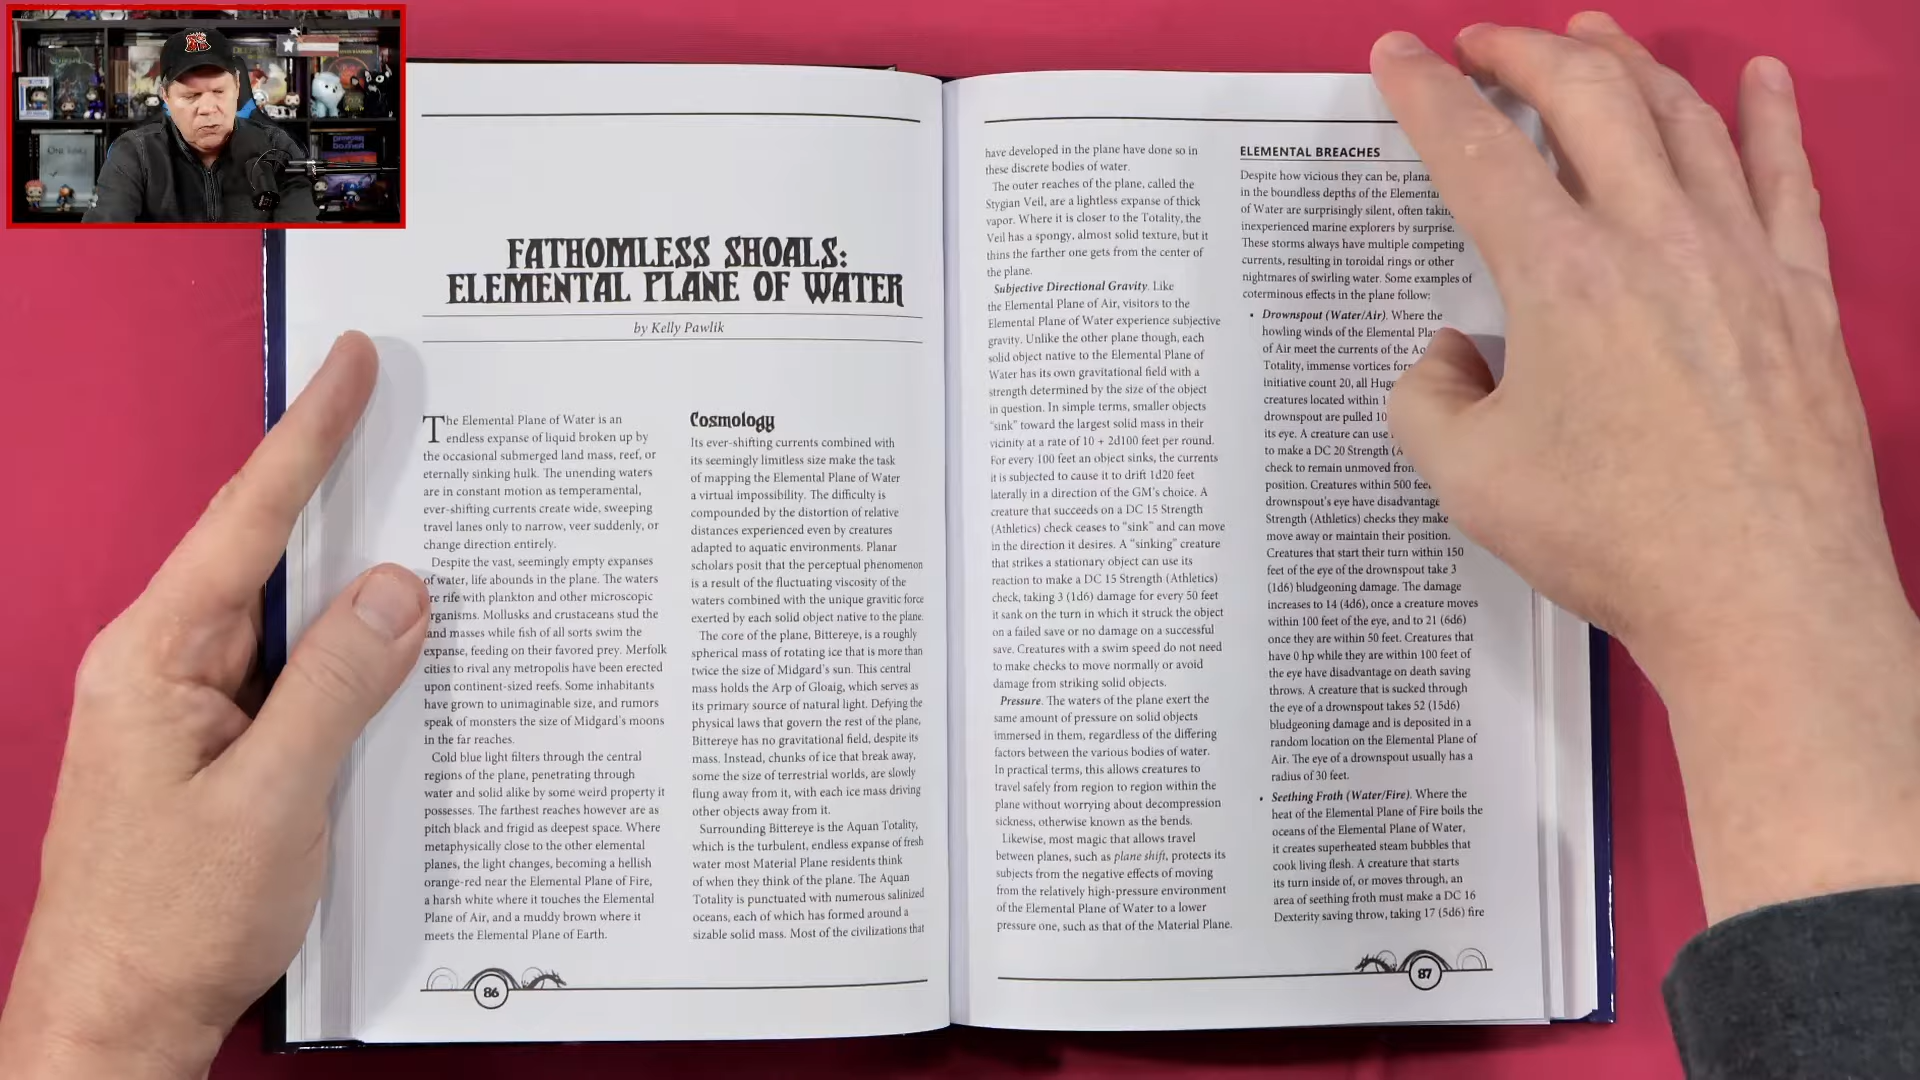 FATHOMLESS SHOALS:
ELEMENTAL PLANE OF WATER
by Kelly Pawlik
The Elemental Plane of Water is an
endless expanse of liquid broken up by
the occasional submerged land mass, reef, or
eternally sinking hulk. The unending waters
are in constant motion as temperamental,
ever-shifting currents create wide, sweeping
travel lanes only to narrow, veer suddenly, or
change direction entirely.
Despite the vast, seemingly empty expanses
of water, life abounds in the plane. The waters
are rife with plankton and other microscopic
organisms. Mollusks and crustaceans stud the
land masses while fish of all sorts swim the
expanse, feeding on their favored prey. Merfolk
cities to rival any metropolis have been erected
upon continent-sized reefs. Some inhabitants
have grown to unimaginable size, and rumors
speak of monsters the size of Midgard's moons
in the far reaches.
Cold blue light filters through the central
regions of the plane, penetrating through
water and solid alike by some weird property it
possesses. The farthest reaches however are as
pitch black and frigid as deepest space. Where
metaphysically close to the other elemental
planes, the light changes, becoming a hellish
orange-red near the Elemental Plane of Fire,
a harsh white where it touches the Elemental
Plane of Air, and a muddy brown where it
meets the Elemental Plane of Earth.
Cosmology
Its ever-shifting currents combined with
its seemingly limitless size make the task
of mapping the Elemental Plane of Water
a virtual impossibility. The difficulty is
compounded by the distortion of relative
distances experienced even by creatures
adapted to aquatic environments. Planar
scholars posit that the perceptual phenomenon
is a result of the fluctuating viscosity of the
waters combined with the unique gravitic force
exerted by each solid object native to the plane.
The core of the plane, Bittereye, is a roughly
spherical mass of rotating ice that is more than
twice the size of Midgard's sun. This central
mass holds the Arp of Gloaig, which serves as
its primary source of natural light. Defying the
physical laws that govern the rest of the plane,
Bittereye has no gravitational field, despite its
mass. Instead, chunks of ice that break away,
some the size of terrestrial worlds, are slowly
flung away from it, with each ice mass driving
other objects away from it.
Surrounding Bittereye is the Aquan Totality,
which is the turbulent, endless expanse of fresh
water most Material Plane residents think
of when they think of the plane. The Aquan
Totality is punctuated with numerous salinized
oceans, each of which has formed around a
sizable solid mass. Most of the civilizations that
86
have developed in the plane have done so in
these discrete bodies of water.
The outer reaches of the plane, called the
Stygian Veil, are a lightless expanse of thick
vapor. Where it is closer to the Totality, the
Veil has a spongy, almost solid texture, but it
thins the farther one gets from the center of
the plane.
Subjective Directional Gravity. Like
the Elemental Plane of Air, visitors to the
Elemental Plane of Water experience subjective
gravity. Unlike the other plane though, each
solid object native to the Elemental Plane of
Water has its own gravitational field with a
strength determined by the size of the object
in question. In simple terms, smaller objects
"sink" toward the largest solid mass in their
vicinity at a rate of 10 + 2d100 feet per round.
For every 100 feet an object sinks, the currents
it is subjected to cause it to drift 1d20 feet
laterally in a direction of the GM's choice. A
creature that succeeds on a DC 15 Strength
(Athletics) check ceases to "sink" and can move
in the direction it desires. A "sinking" creature
that strikes a stationary object can use its
reaction to make a DC 15 Strength (Athletics)
check, taking 3 (1d6) damage for every 50 feet
it sank on the turn in which it struck the object
on a failed save or no damage on a successful
save. Creatures with a swim speed do not need
to make checks to move normally or avoid
damage from striking solid objects.
Pressure. The waters of the plane exert the
same amount of pressure on solid objects
immersed in them, regardless of the differing
factors between the various bodies of water.
In practical terms, this allows creatures to
travel safely from region to region within the
plane without worrying about decompression
sickness, otherwise known as the bends.
Likewise, most magic that allows travel
between planes, such as plane shift, protects its
subjects from the negative effects of moving
from the relatively high-pressure environment
of the Elemental Plane of Water to a lower
pressure one, such as that of the Material Plane.
ELEMENTAL BREACHES
Despite how vicious they can be,
in the boundless depths of the Elemental
of Water are surprisingly silent, often
inexperienced marine explorers by surprise.
These storms always have multiple competing
currents, resulting in toroidal rings or other
nightmares of swirling water. Some examples of
coterminous effects in the plane follow:
• Drownspout (Water/Air). Where the
howling winds of the Elemental
of Air meet the currents of the
Totality, immense vortices
initiative count 20, all
creatures located within
drownspout are pulled 10
its eye. A creature can use
to make a DC 20 Strength
check to remain unmoved
position. Creatures within 500
drownspout's eye have disadvantage
Strength (Athletics) checks they make
move away or maintain their position.
Creatures that start their turn within 150
feet of the eye of the drownspout take 3
(1d6) bludgeoning damage. The damage
increases to 14 (4d6), once a creature moves
within 100 feet of the eye, and to 21 (6d6)
once they are within 50 feet. Creatures that
have 0 hp while they are within 100 feet of
the eye have disadvantage on death saving
throws. A creature that is sucked through
the eye of a drownspout takes 52 (15d6)
bludgeoning damage and is deposited in a
random location on the Elemental Plane of
Air. The eye of a drownspout usually has a
radius of 30 feet.
• Seething Froth (Water/Fire). Where the
heat of the Elemental Plane of Fire boils the
oceans of the Elemental Plane of Water,
it creates superheated steam bubbles that
cook living flesh. A creature that starts
its turn inside of, or moves through, an
area of seething froth must make a DC 16
Dexterity saving throw, taking 17 (5d6) fire
87